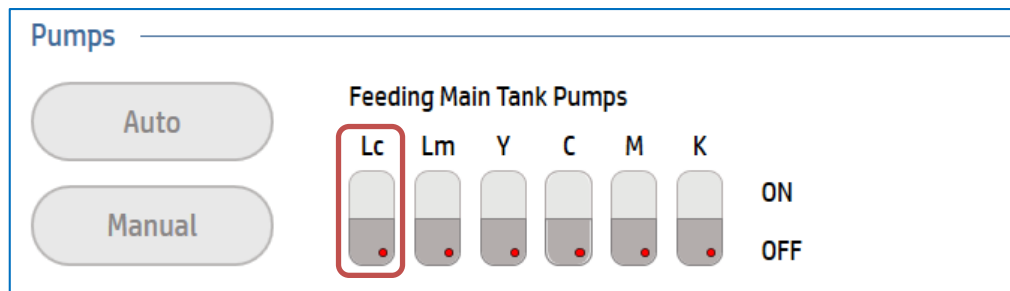 Pumps
Auto
Manual
Feeding Main Tank Pumps
Lc Lm Y C M K
ON
OFF